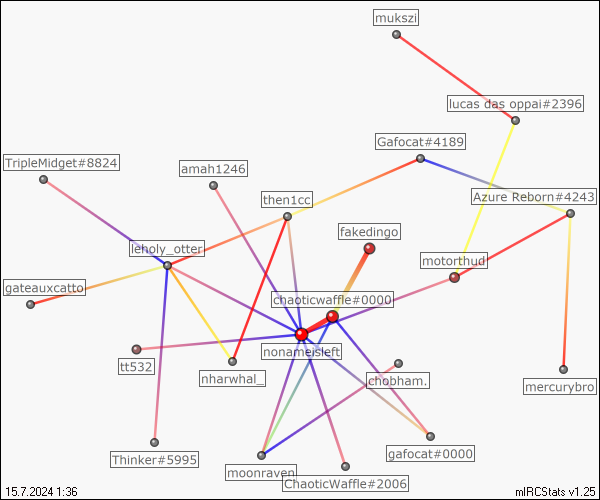 mukszi
lucas das oppai#2396
Gafocat#4189
TripleMidget#8824
amah1246
Azure Reborn#4243
then1cc
fakedingo
leholy_otter
motorthud
gateauxcatto
chaoticwaffle#0000
nonameisleft
tt532
nharwhal_
chobham.
mercurybro
gafocat#0000
Thinker#5995
moonraven
ChaoticWaffle#2006
15.7.2024 1:36
mIRCStats v1.25